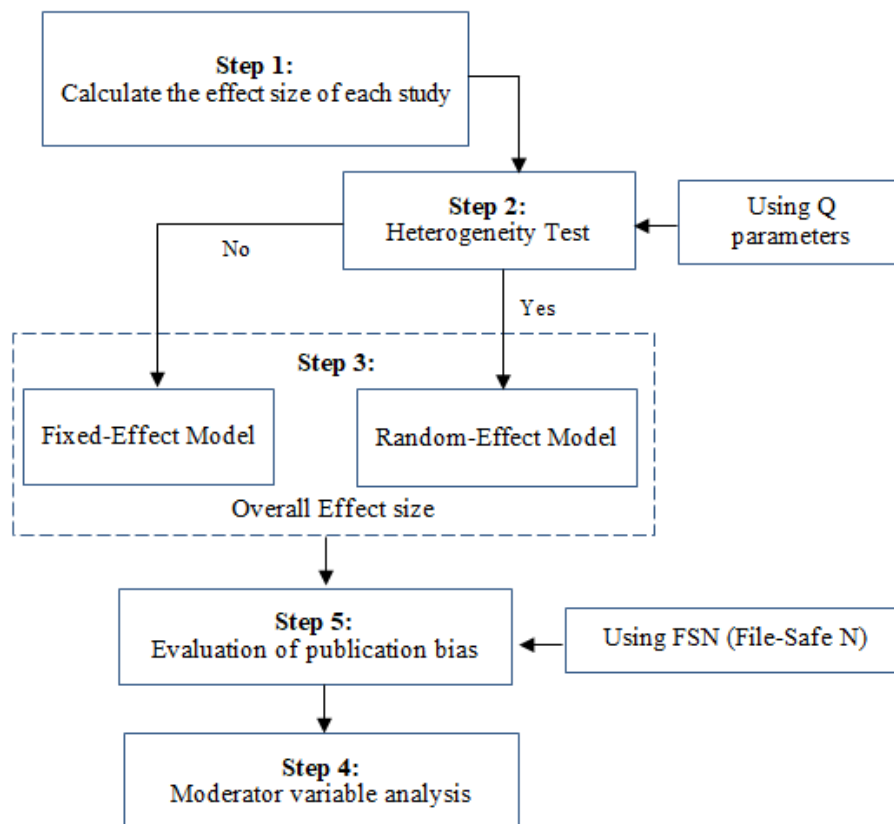 Step 1:
Calculate the effect size of each study
Step 2:
Heterogeneity Test
Using Q
parameters
No
Yes
Step 3:
Fixed-Effect Model
Random-Effect Model
Overall Effect size
Step 5:
Evaluation of publication bias
Using FSN (File-Safe N)
Step 4:
Moderator variable analysis